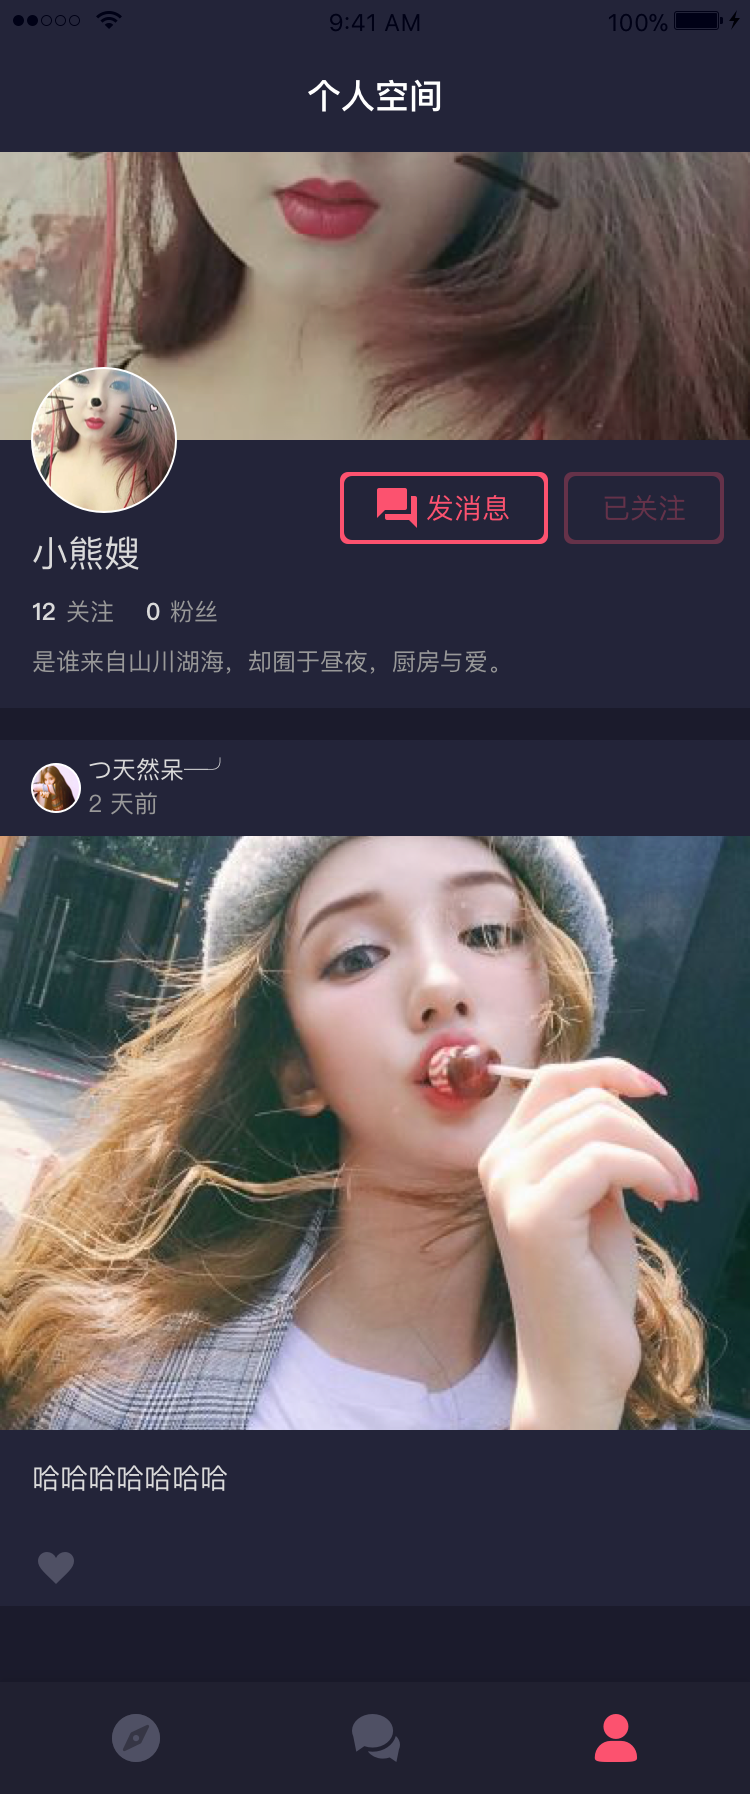 9:41 AM
100%
个人空间
发消息
已关注
小熊嫂
12 关注 0 粉丝
是谁来自山川湖海，却囿于昼夜，厨房与爱。
つ天然呆—╯
2 天前
哈哈哈哈哈哈哈